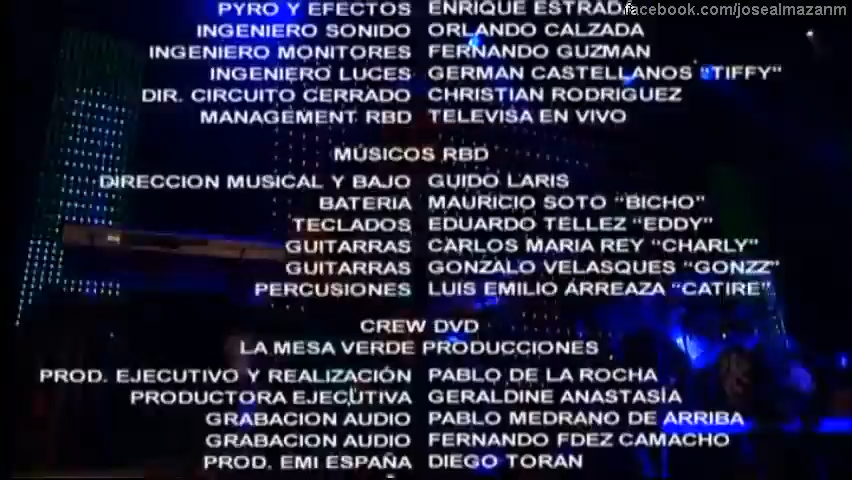 facebook.com/josealmazanm
PYRO Y EFECTOS ENRIQUE ESTRADA
INGENIERO SONIDO ORLANDO CALZADA
INGENIERO MONITORES FERNANDO GUZMAN
INGENIERO LUCES GERMAN CASTELLANOS "TIFFY"
DIR. CIRCUITO CERRADO CHRISTIAN RODRIGUEZ
MANAGEMENT RBD TELEVISA EN VIVO
MÚSICOS RBD
DIRECCION MUSICAL Y BAJO GUIDO LARIS
BATERIA MAURICIO SOTO "BICHO"
TECLADOS EDUARDO TELLEZ "EDDY"
GUITARRAS CARLOS MARIA REY "CHARLY"
GUITARRAS GONZALO VELASQUES "GONZZ"
PERCUSIONES LUIS EMILIO ARREAZA "CATIRE"
CREW DVD
LA MESA VERDE PRODUCCIONES
PROD. EJECUTIVO Y REALIZACIÓN PABLO DE LA ROCHA
PRODUCTORA EJECUTIVA GERALDINE ANASTASÍA
GRABACION AUDIO PABLO MEDRANO DE ARRIBA
GRABACION AUDIO FERNANDO FDEZ CAMACHO
PROD. EMI ESPAÑA DIEGO TORÁN